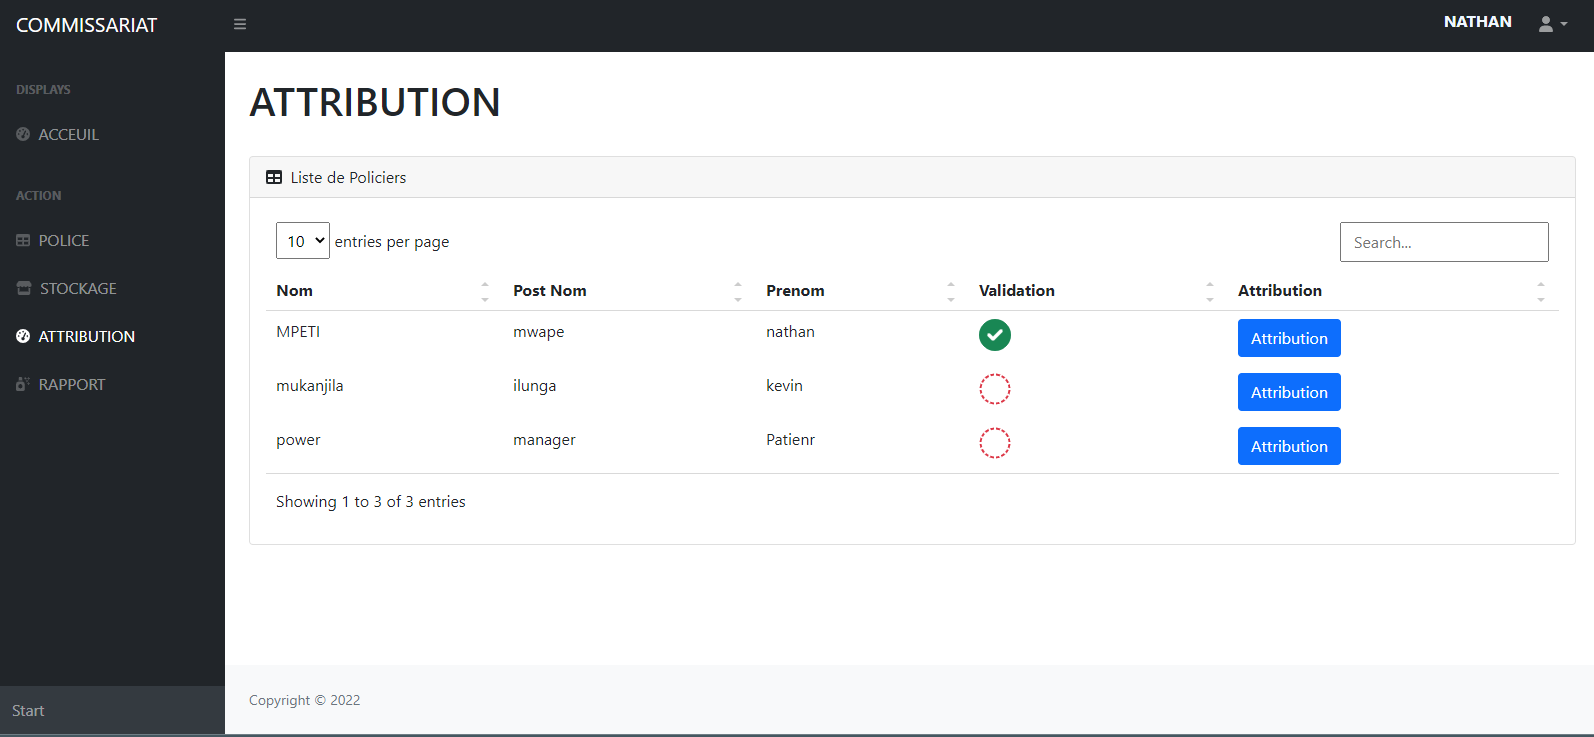 COMMISSARIAT
NATHAN
DISPLAYS
ACCEUIL
ACTION
POLICE
STOCKAGE
ATTRIBUTION
RAPPORT
Start
ATTRIBUTION
Liste de Policiers
10 entries per page
Search...
Nom Post Nom Prenom Validation Attribution
MPETI mwape nathan Attribution
mukanjila ilunga kevin Attribution
power manager Patienr Attribution
Showing 1 to 3 of 3 entries
Copyright © 2022